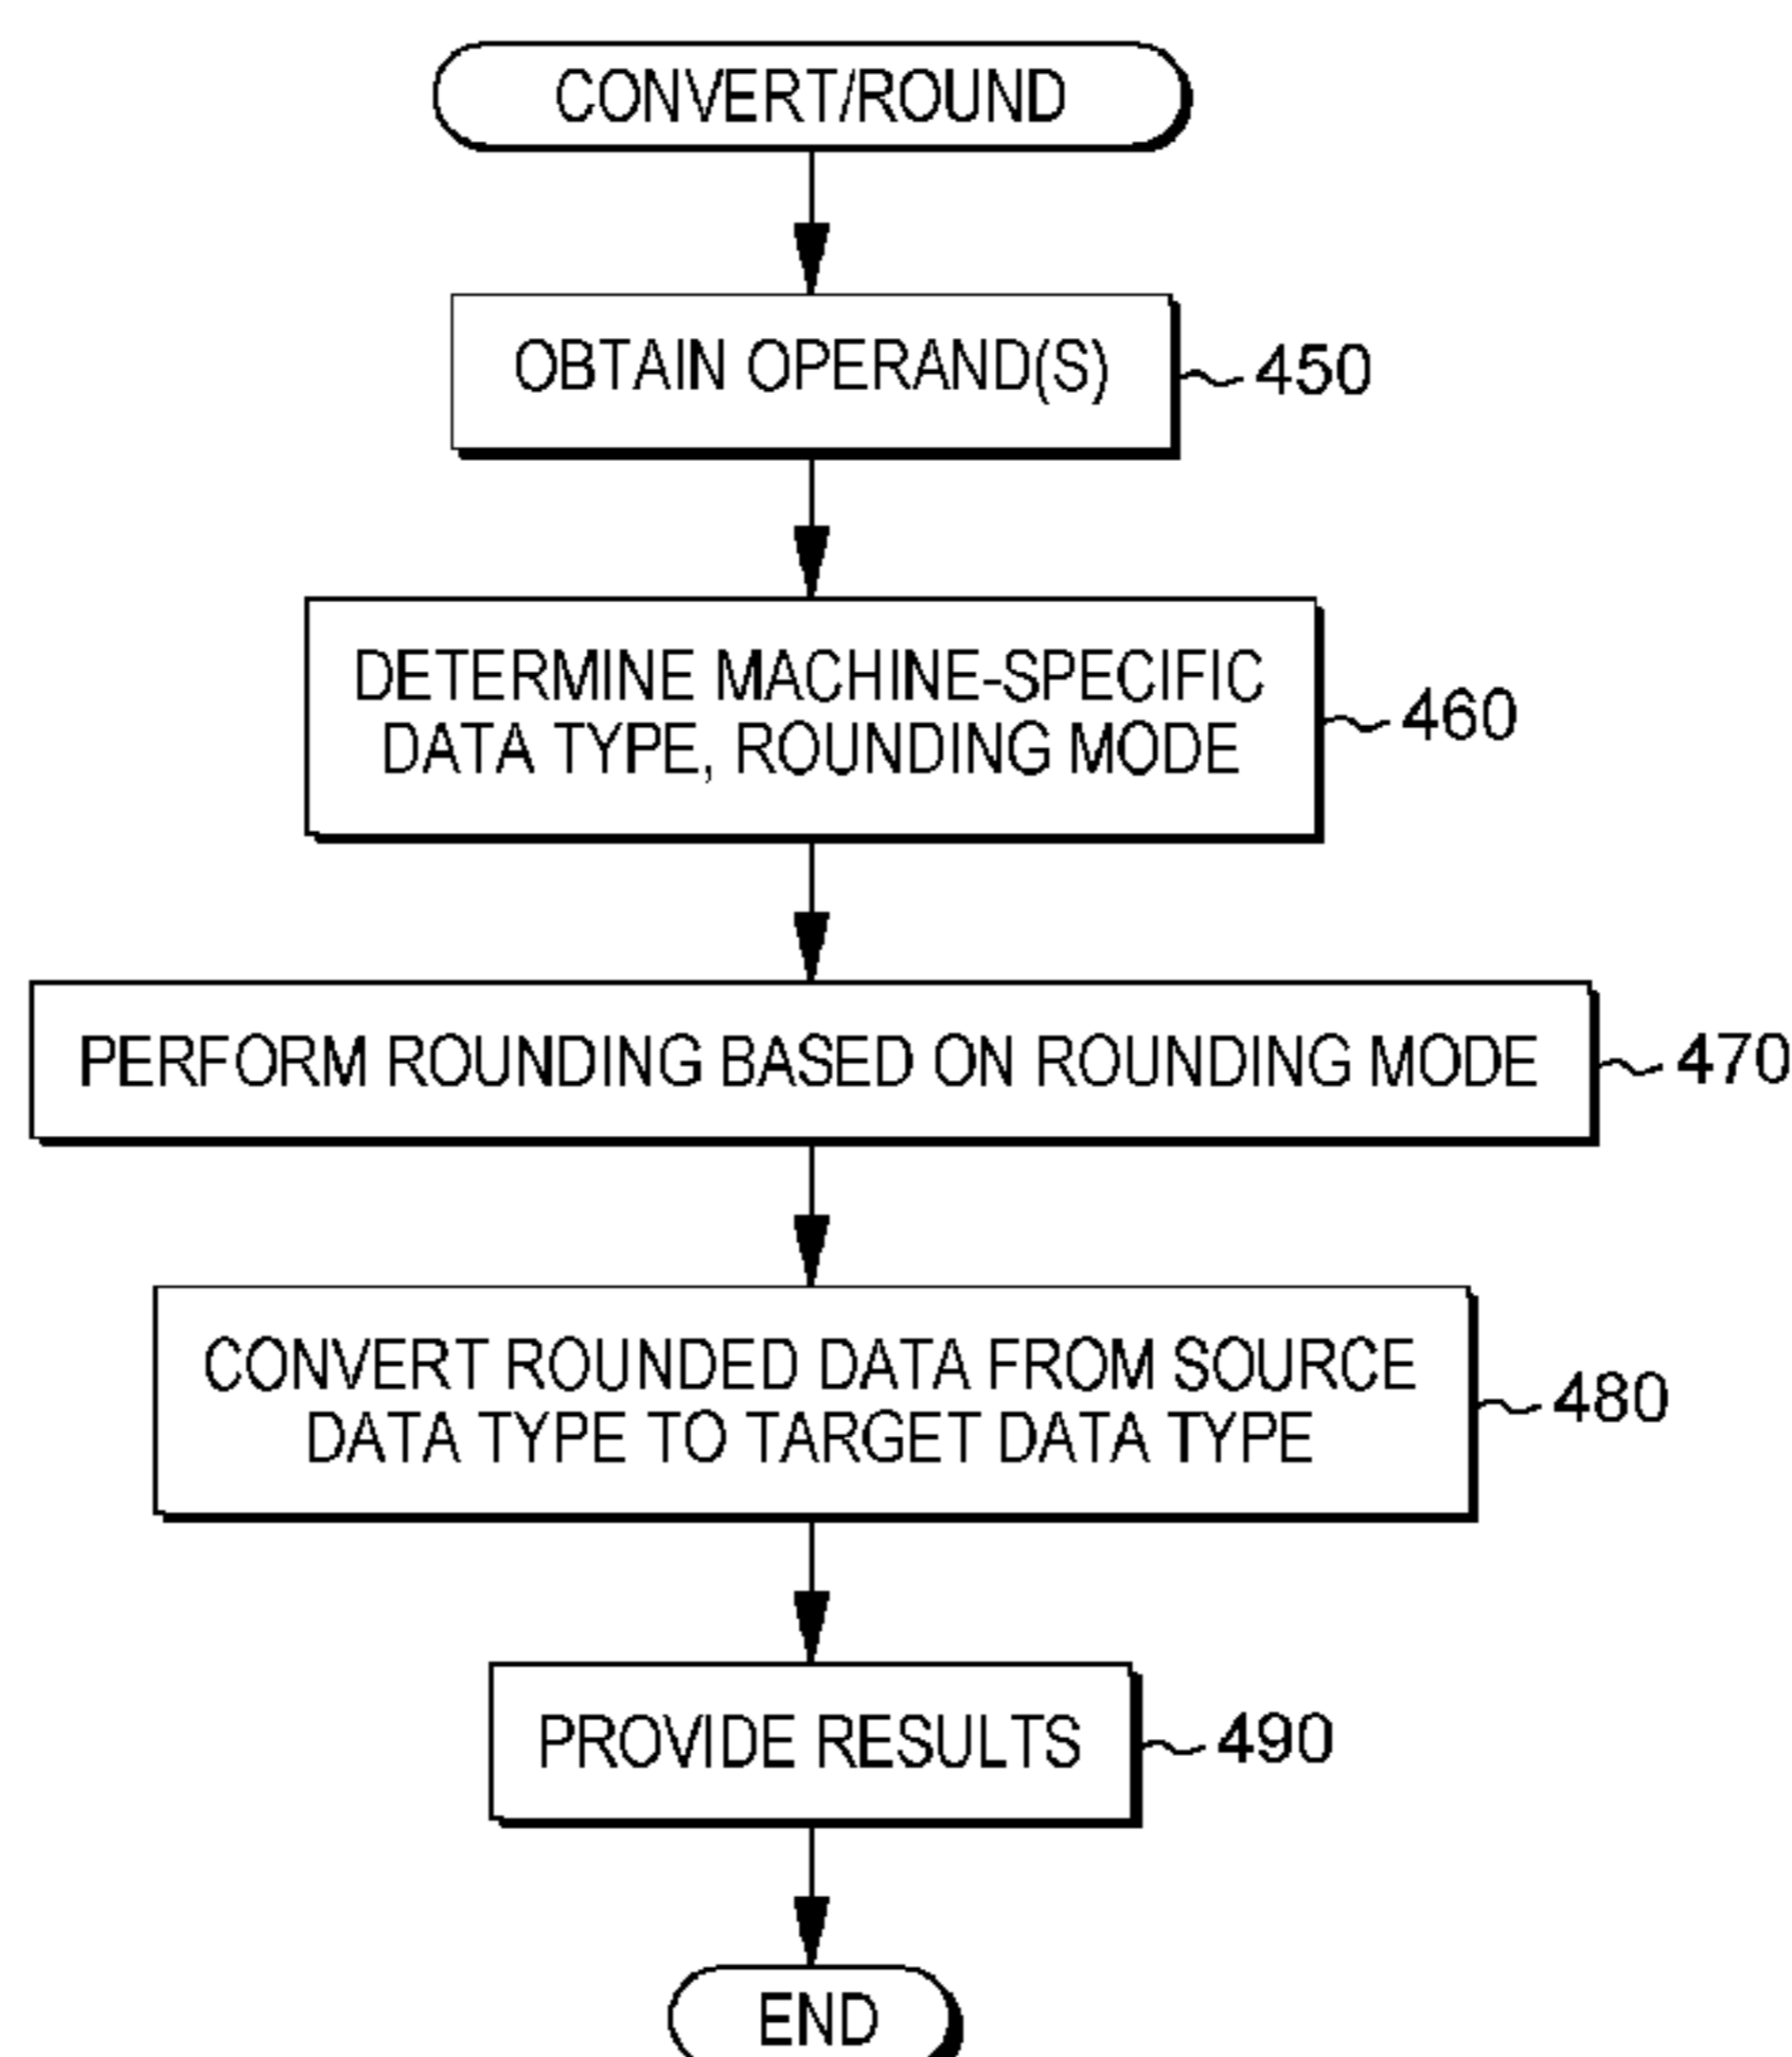 CONVERT/ROUND
OBTAIN OPERAND(S)
450
DETERMINE MACHINE-SPECIFIC
DATA TYPE, ROUNDING MODE
460
PERFORM ROUNDING BASED ON ROUNDING MODE
470
CONVERT ROUNDED DATA FROM SOURCE
DATA TYPE TO TARGET DATA TYPE
480
PROVIDE RESULTS
490
END